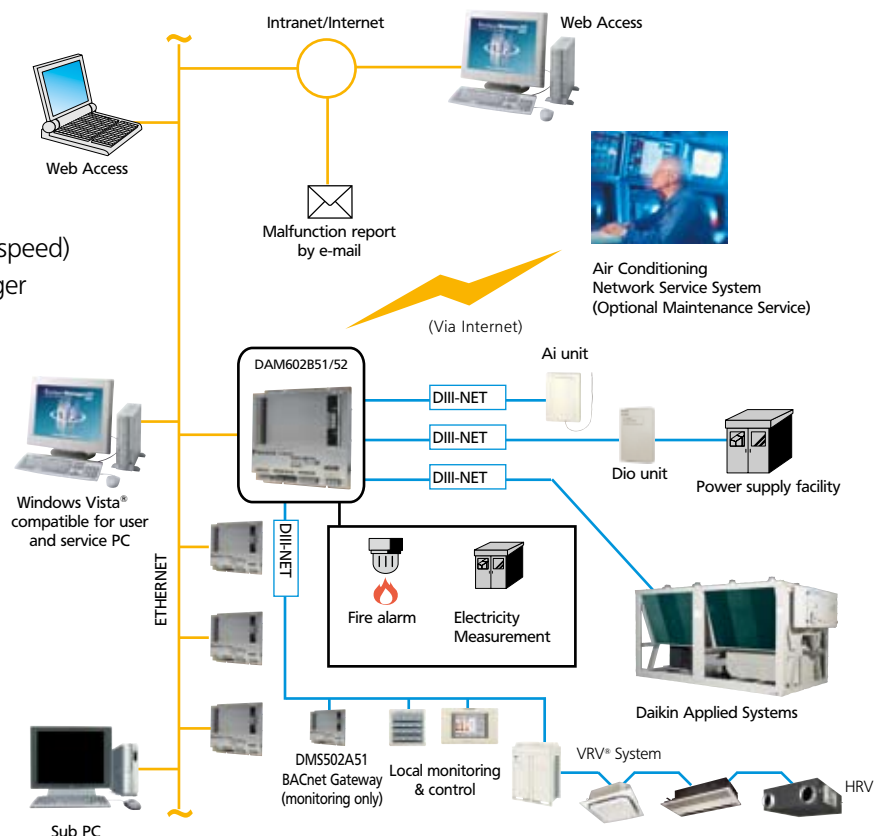 Intranet/Internet
Web Access
Web Access
Malfunction report
by e-mail
speed)
ger
Air Conditioning
Network Service System
(Optional Maintenance Service)
(Via Internet)
DAM602B51/52
Ai unit
DIII-NET
DIII-NET
DIII-NET
Dio unit
Power supply facility
Windows Vista®
compatible for user
and service PC
DIII-NET
ETHERNET
Fire alarm
Electricity
Measurement
Daikin Applied Systems
DMS502A51
BACnet Gateway
(monitoring only)
Local monitoring
& control
VRV® System
HRV
Sub PC